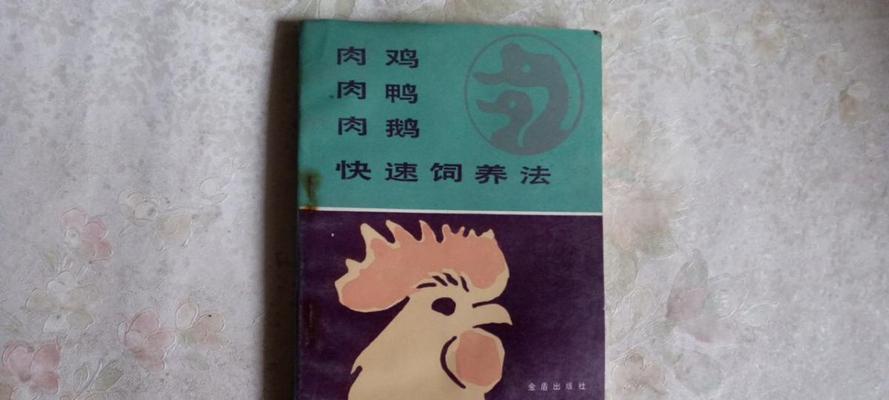 肉鸡
肉鸭
肉鹅
快速饲养法
金盾出版社